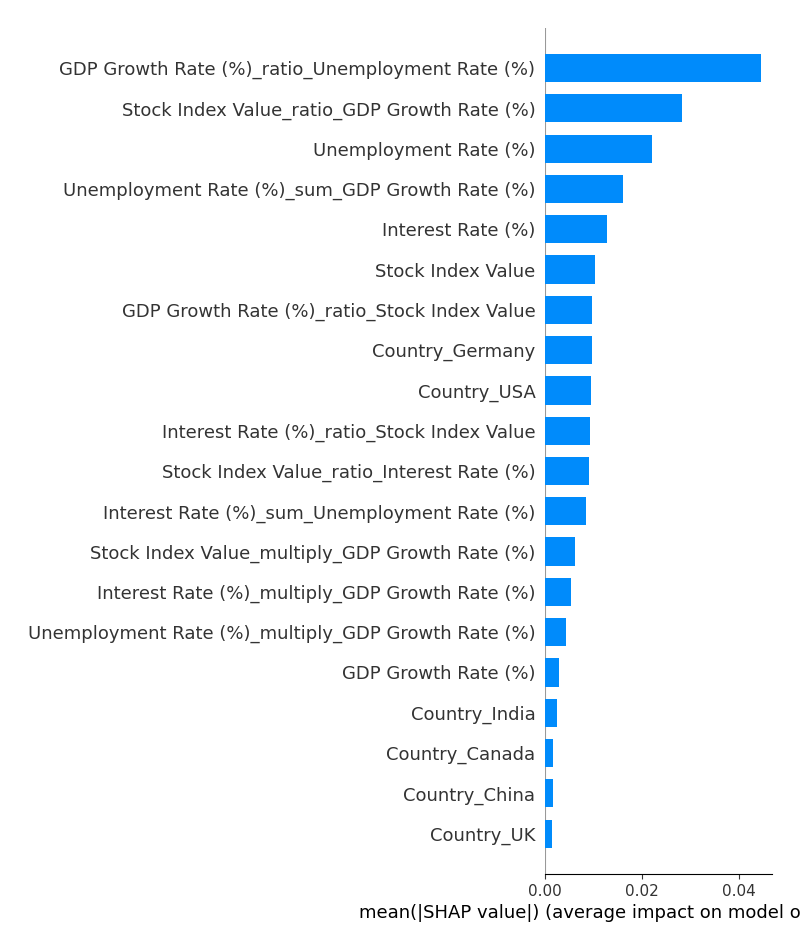 GDP Growth Rate (%)_ratio_Unemployment Rate (%)
Stock Index Value_ratio_GDP Growth Rate (%)
Unemployment Rate (%)
Unemployment Rate (%)_sum_GDP Growth Rate (%)
Interest Rate (%)
Stock Index Value
GDP Growth Rate (%)_ratio_Stock Index Value
Country_Germany
Country_USA
Interest Rate (%)_ratio_Stock Index Value
Stock Index Value_ratio_Interest Rate (%)
Interest Rate (%)_sum_Unemployment Rate (%)
Stock Index Value_multiply_GDP Growth Rate (%)
Interest Rate (%)_multiply_GDP Growth Rate (%)
Unemployment Rate (%)_multiply_GDP Growth Rate (%)
GDP Growth Rate (%)
Country_India
Country_Canada
Country_China
Country_UK
0.00 0.02 0.04
mean(|SHAP value|) (average impact on model o